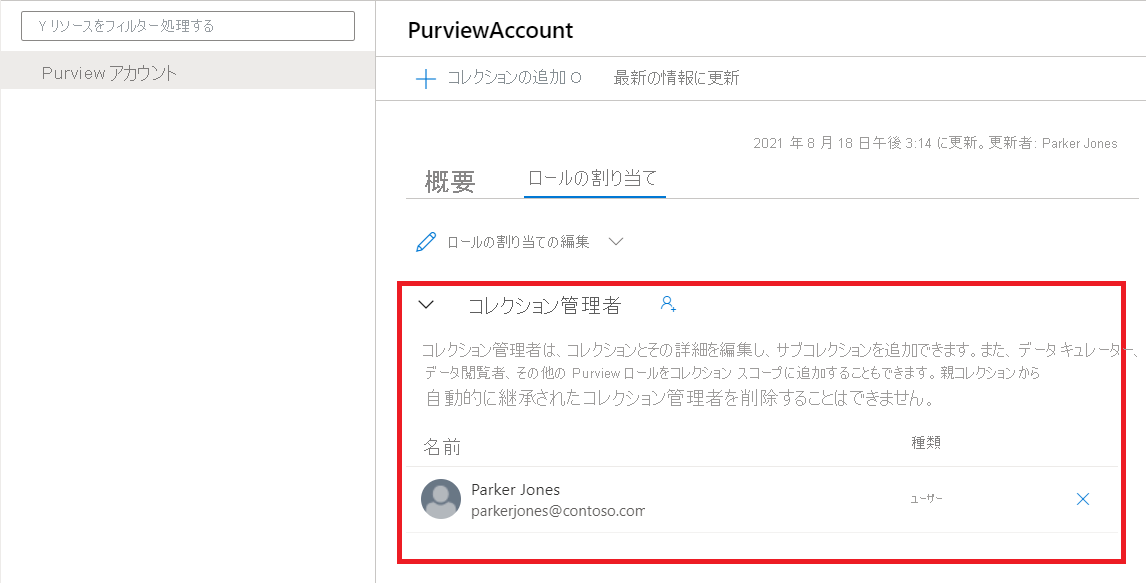 Y リソースをフィルター処理する
Purview アカウント
PurviewAccount
コレクションの追加 O 最新の情報に更新
2021 年 8 月 18 日午後 3:14 に更新。更新者: Parker Jones
概要 ロールの割り当て
ロールの割り当ての編集
コレクション管理者
コレクション管理者は、コレクションとその詳細を編集し、サブコレクションを追加できます。また、データ キュレーター、
データ閲覧者、その他の Purview ロールをコレクション スコープに追加することもできます。親コレクションから
自動的に継承されたコレクション管理者を削除することはできません。
名前 種類
Parker Jones
parkerjones@contoso.com
ユーザー